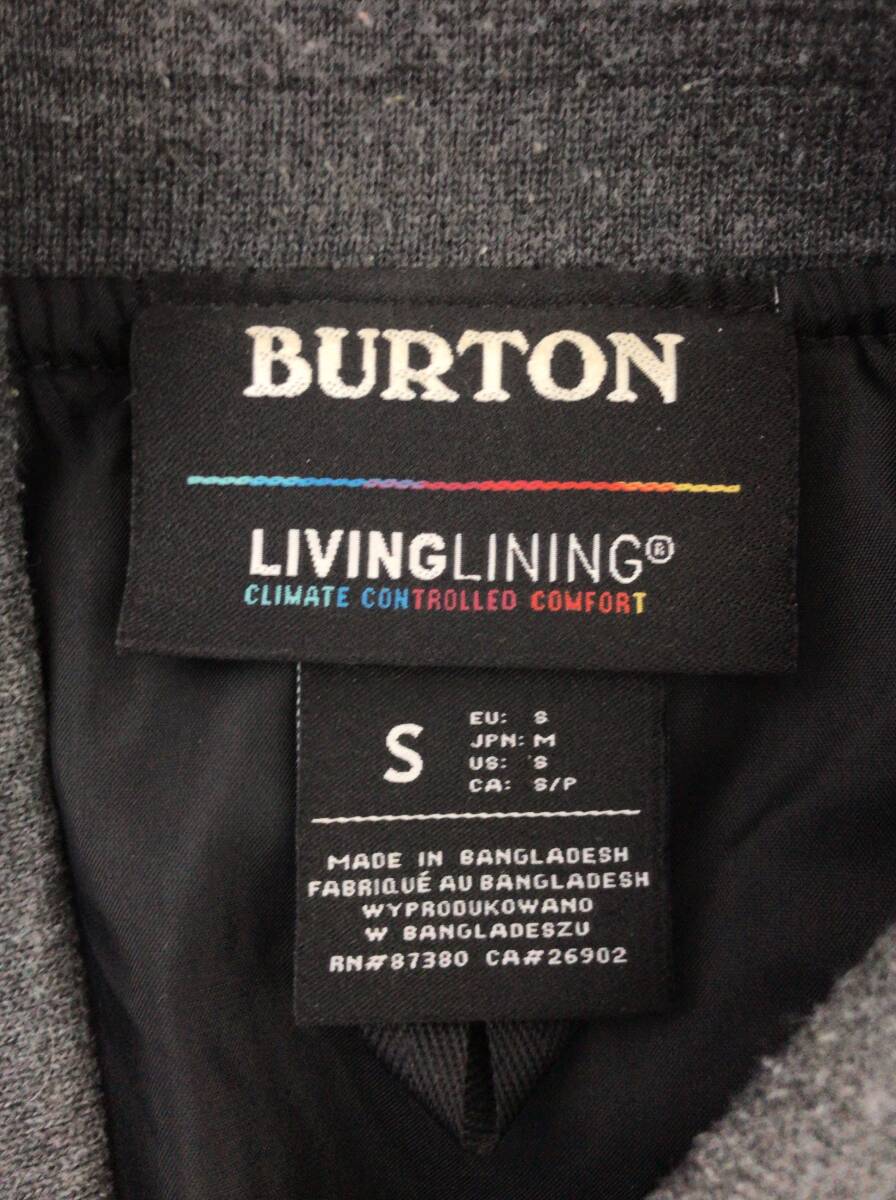 BURTON
LIVINGLINING®
CLIMATE CONTROLLED COMFORT
S
EU: S
JPN: M
US: S
CA: S/P
MADE IN BANGLADESH
FABRIQUÉ AU BANGLADESH
WYPRODUKOWANO
W BANGLADESZU
RN#87380 CA#26902